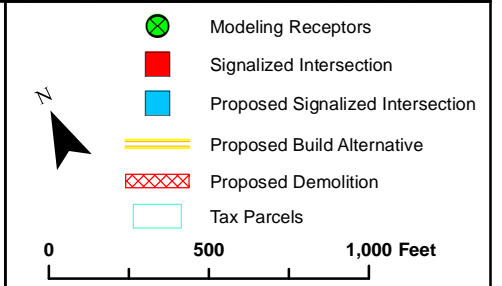 Modeling Receptors
Signalized Intersection
N
Proposed Signalized Intersection
Proposed Build Alternative
Proposed Demolition
Tax Parcels
0 500 1,000 Feet